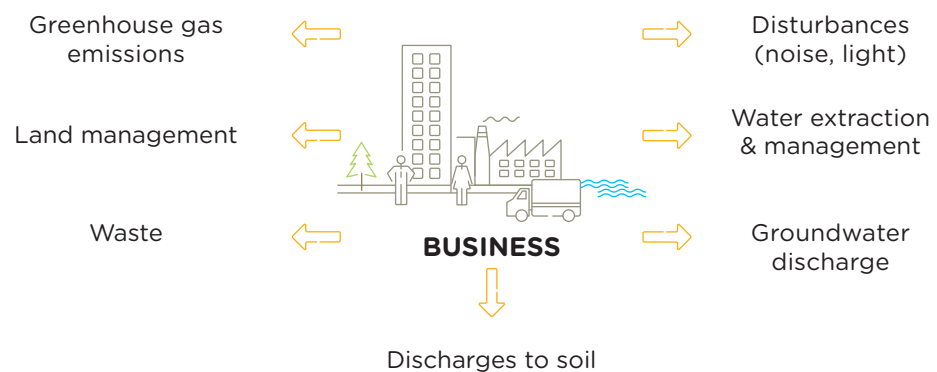 Greenhouse gas
emissions
Disturbances
(noise, light)
Land management
Water extraction
& management
Waste
BUSINESS
Groundwater
discharge
Discharges to soil